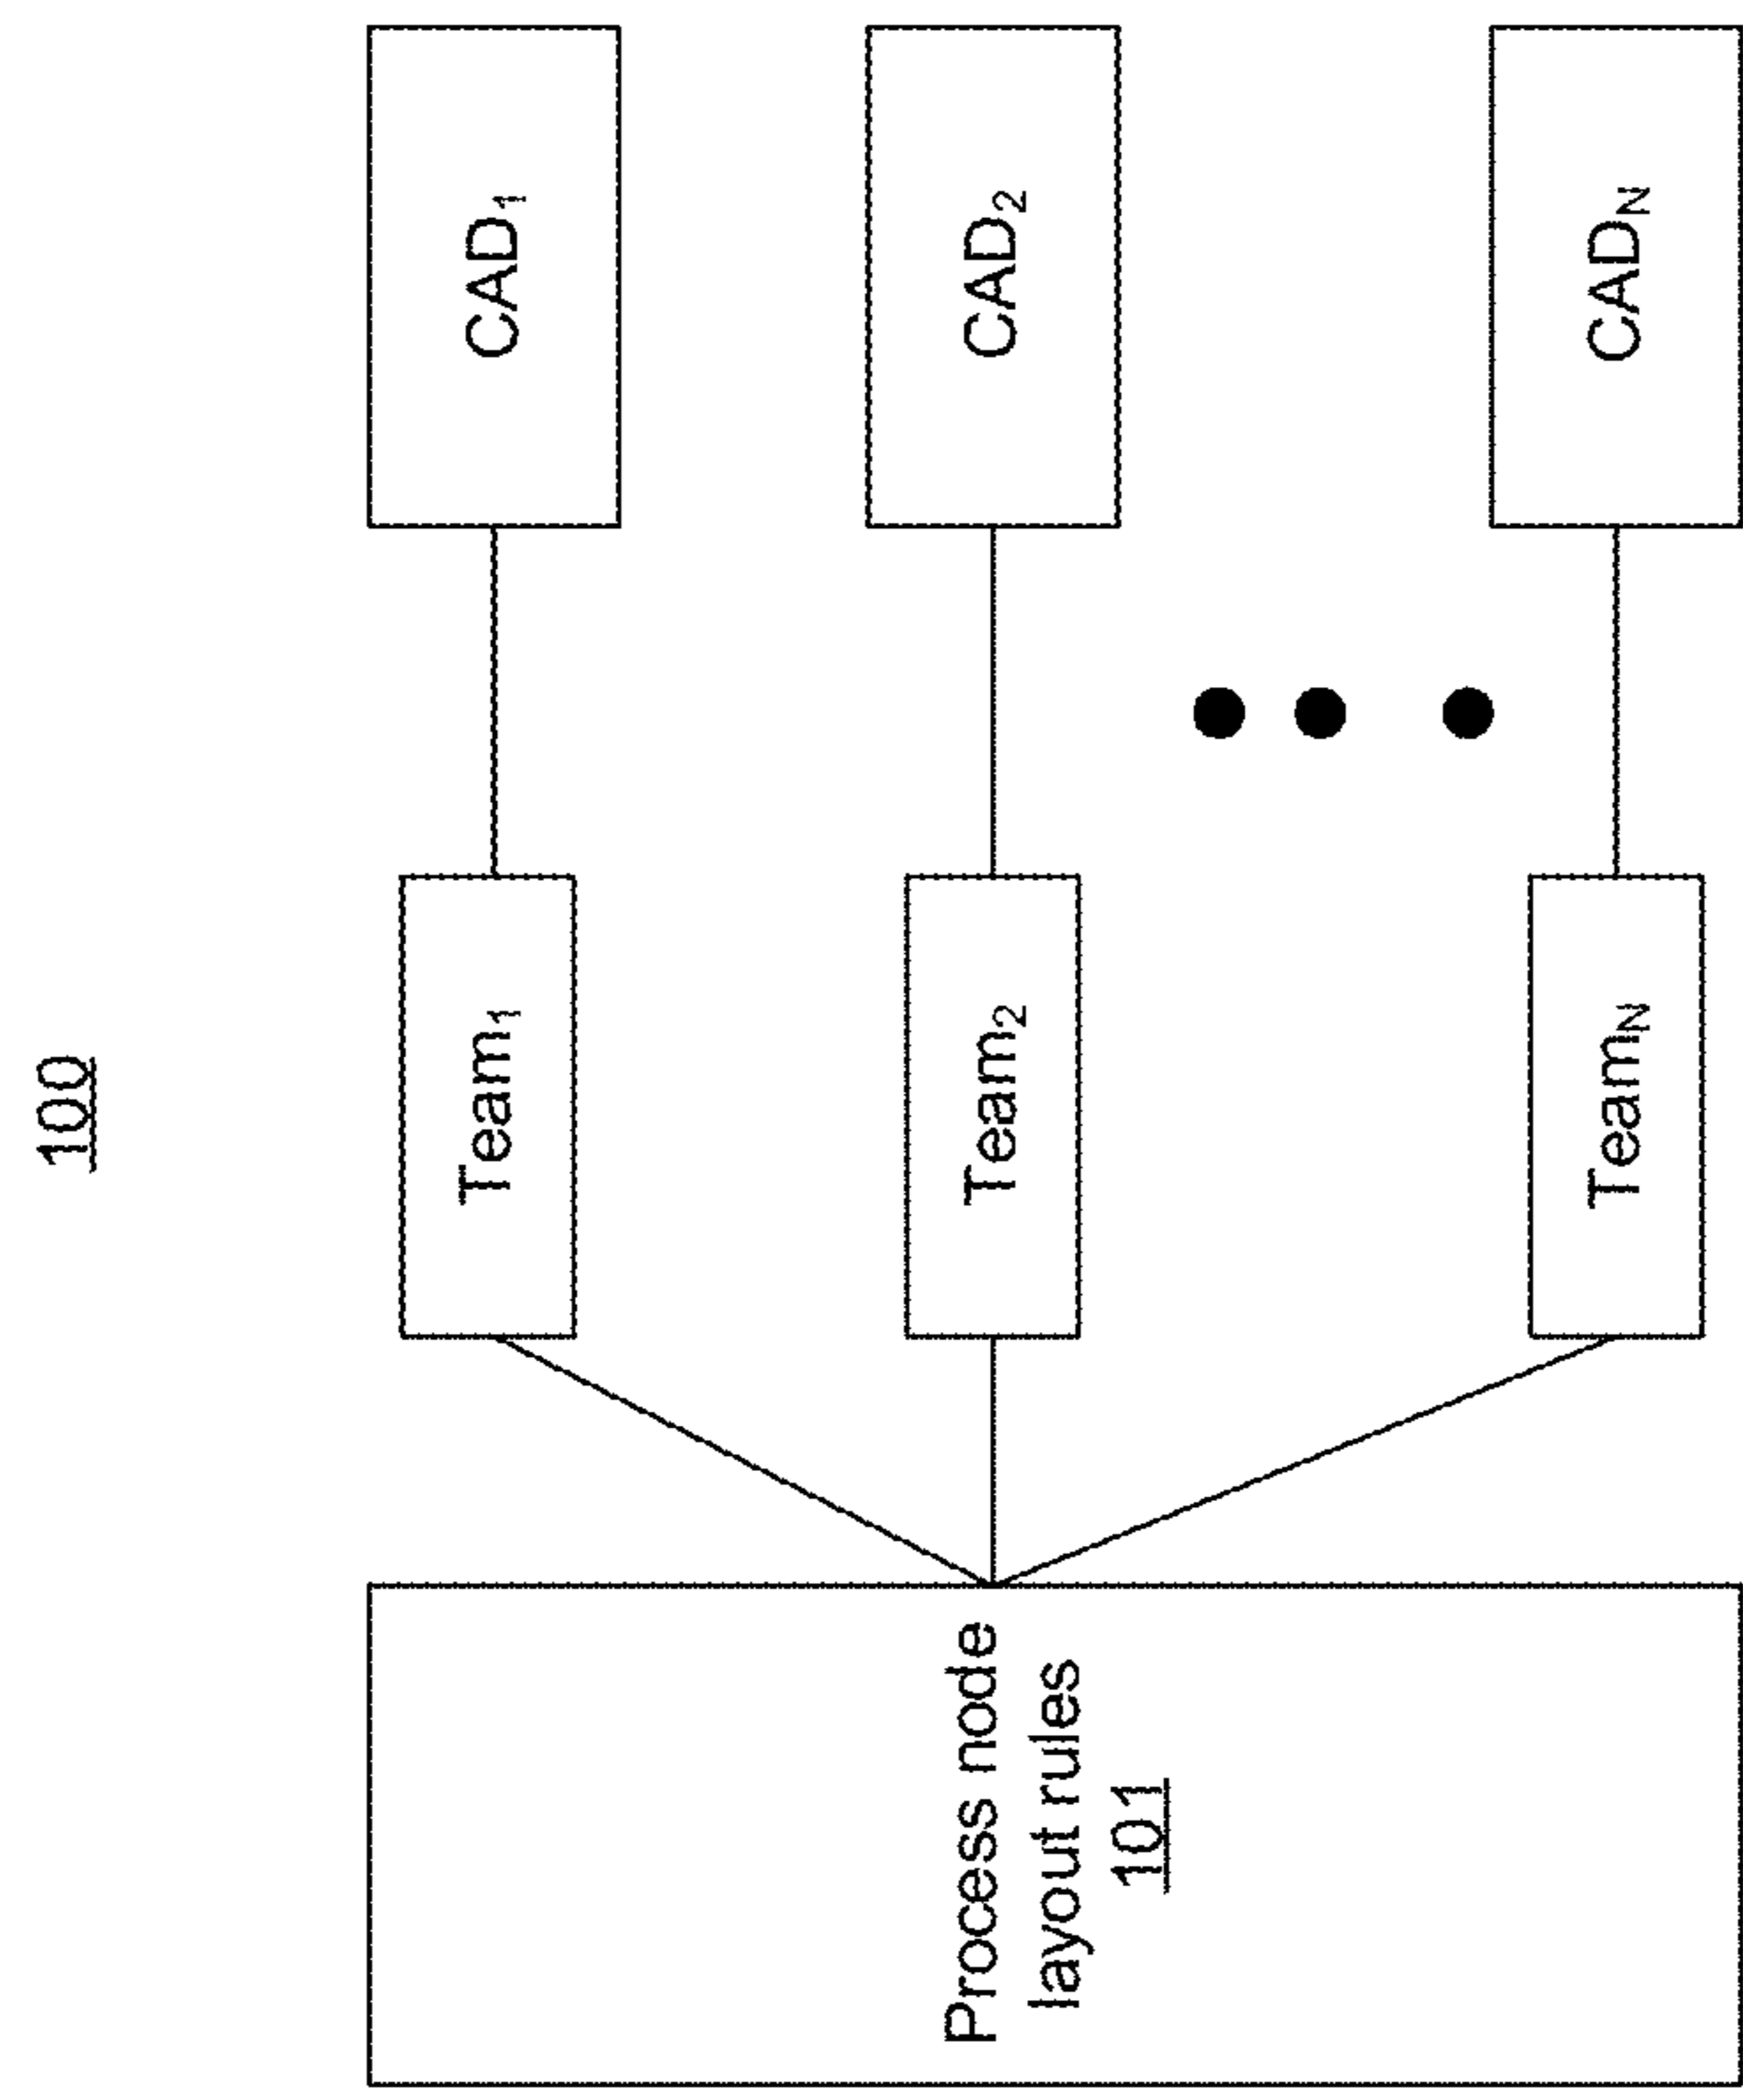 100
Process node
layout rules
101
Team₁
CAD₁
Team₂
CAD₂
Teamₙ
CADₙ